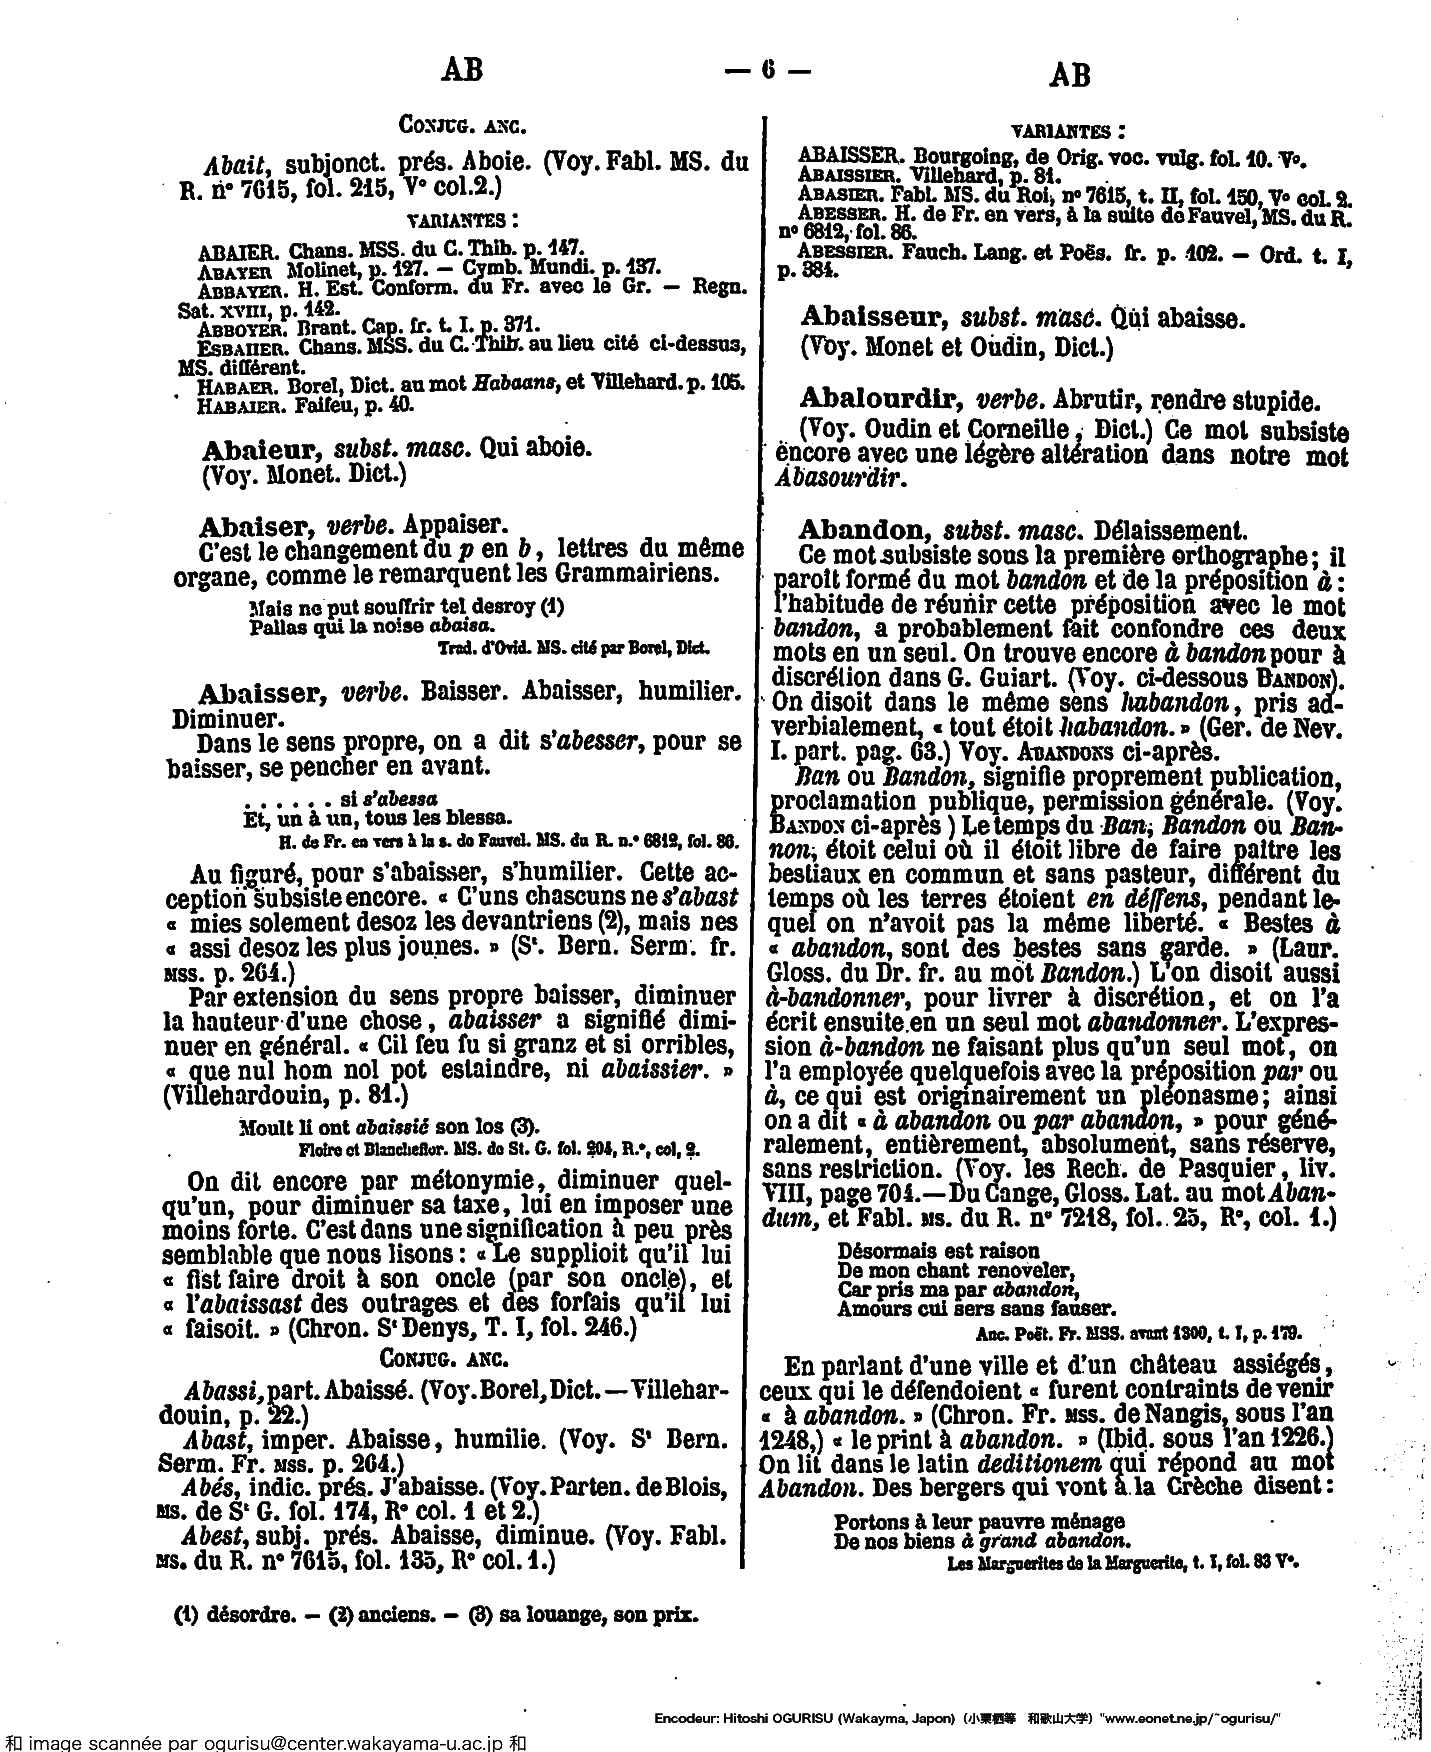 AB
— 6 —
AB
CONJUG. ANC.
Abait, subjonct. prés. Aboie. (Voy. Fabl. MS. du
R. nº 7615, fol. 215, Vº col.2.)
VARIANTES :
ABAIER. Chans. MSS. du C. Thib. p. 147.
ABAYER Molinet, p. 127. — Cymb. Mundi. p. 137.
ABBAYER. H. Est. Conform. du Fr. avec le Gr. — Regn.
Sat. XVIII, p. 142.
ABBOYER. Brant. Cap. fr. t. I. p. 371.
ESBAHER. Chans. MSS. du C. Thib. au lieu cité ci-dessus,
MS. différent.
HABAER. Borel, Dict. au mot Habaans, et Villehard. p. 105.
HABAIER. Faifeu, p. 40.
Abaieur, subst. masc. Qui aboie.
(Voy. Monet. Dict.)
Abaiser, verbe. Appaiser.
C'est le changement du p en b, lettres du même
organe, comme le remarquent les Grammairiens.
Mais ne put souffrir tel desroy (1)
Pallas qui la noise abaisa.
Trad. d'Ovid. MS. cité par Borel, Dict.
Abaisser, verbe. Baisser. Abaisser, humilier.
Diminuer.
Dans le sens propre, on a dit s'abesser, pour se
baisser, se pencher en avant.
. . . . . . si s'abessa
Et, un à un, tous les blessa.
H. de Fr. en vers à la s. de Fauvel. MS. du R. n.º 6812, fol. 86.
Au figuré, pour s'abaisser, s'humilier. Cette ac-
ception subsiste encore. « C'uns chascuns ne s'abast
« mies solement desoz les devantriens (2), mais nes
« assi desoz les plus jounes. » (St. Bern. Serm. fr.
MSS. p. 264.)
Par extension du sens propre baisser, diminuer
la hauteur d'une chose, abaisser a signifié dimi-
nuer en général. « Cil feu fu si granz et si orribles,
« que nul hom nol pot estaindre, ni abaissier. »
(Villehardouin, p. 81.)
Moult li ont abaissié son los (3).
Floire et Blancheflor. MS. de St. G. fol. 204, R.º, col, 2.
On dit encore par métonymie, diminuer quel-
qu'un, pour diminuer sa taxe, lui en imposer une
moins forte. C'est dans une signification à peu près
semblable que nous lisons : « Le supplioit qu'il lui
« fist faire droit à son oncle (par son oncle), et
« l'abaissast des outrages et des forfais qu'il lui
« faisoit. » (Chron. St Denys, T. I, fol. 246.)
CONJUG. ANC.
Abassi, part. Abaissé. (Voy. Borel, Dict. — Villehar-
douin, p. 22.)
Abast, imper. Abaisse, humilie. (Voy. St Bern.
Serm. Fr. MSS. p. 264.)
Abés, indic. prés. J'abaisse. (Voy. Parten. de Blois,
MS. de St G. fol. 174, Rº col. 1 et 2.)
Abest, subj. prés. Abaisse, diminue. (Voy. Fabl.
MS. du R. nº 7615, fol. 135, Rº col. 1.)
(1) désordre. — (2) anciens. — (3) sa louange, son prix.
VARIANTES :
ABAISSER. Bourgoing, de Orig. voc. vulg. fol. 10. Vº.
ABAISSIER. Villehard, p. 81.
ABASIER. Fabl. MS. du Roi, nº 7615, t. II, fol. 150, Vº col. 2.
ABESSER. H. de Fr. en vers, à la suite de Fauvel, MS. du R.
nº 6812, fol. 86.
ABESSIER. Fauch. Lang. et Poës. fr. p. 102. — Ord. t. I,
p. 384.
Abaisseur, subst. masc. Qui abaisse.
(Voy. Monet et Oudin, Dict.)
Abalourdir, verbe. Abrutir, rendre stupide.
(Voy. Oudin et Corneille, Dict.) Ce mot subsiste
encore avec une légère altération dans notre mot
Abasourdir.
Abandon, subst. masc. Délaissement.
Ce mot subsiste sous la première orthographe; il
paroit formé du mot bandon et de la préposition à :
l'habitude de réunir cette préposition avec le mot
bandon, a probablement fait confondre ces deux
mots en un seul. On trouve encore à bandon pour à
discrétion dans G. Guiart. (Voy. ci-dessous BANDON).
On disoit dans le même sens habandon, pris ad-
verbialement, « tout étoit habandon. » (Ger. de Nev.
I. part. pag. 63.) Voy. ABANDONS ci-après.
Ban ou Bandon, signifie proprement publication,
proclamation publique, permission générale. (Voy.
BANDON ci-après ) Le temps du Ban, Bandon ou Ban-
non, étoit celui où il étoit libre de faire paître les
bestiaux en commun et sans pasteur, différent du
temps où les terres étoient en déffens, pendant le-
quel on n'avoit pas la même liberté. « Bestes à
« abandon, sont des bestes sans garde. » (Laur.
Gloss. du Dr. fr. au mot Bandon.) L'on disoit aussi
à-bandonner, pour livrer à discrétion, et on l'a
écrit ensuite en un seul mot abandonner. L'expres-
sion à-bandon ne faisant plus qu'un seul mot, on
l'a employée quelquefois avec la préposition par ou
à, ce qui est originairement un pléonasme; ainsi
on a dit « à abandon ou par abandon, » pour géné-
ralement, entièrement, absolument, sans réserve,
sans restriction. (Voy. les Rech. de Pasquier, liv.
VIII, page 704.—Du Cange, Gloss. Lat. au mot Aban-
dum, et Fabl. MS. du R. nº 7218, fol. 25, Rº, col. 1.)
Désormais est raison
De mon chant renoveler,
Car pris ma par abandon,
Amours cui sers sans fauser.
Anc. Poët. Fr. MSS. avant 1300, t. I, p. 179.
En parlant d'une ville et d'un château assiégés,
ceux qui le défendoient « furent contraints de venir
« à abandon. » (Chron. Fr. MSS. de Nangis, sous l'an
1248,) « le print à abandon. » (Ibid. sous l'an 1226.)
On lit dans le latin deditionem qui répond au mot
Abandon. Des bergers qui vont à la Crèche disent :
Portons à leur pauvre ménage
De nos biens à grand abandon.
Les Marguerites de la Marguerite, t. I, fol. 83 Vº.
Encodeur: Hitoshi OGURISU (Wakayma, Japon)（小栗栖等　和歌山大学）"www.eonet.ne.jp/~ogurisu/"
和 image scannée par ogurisu@center.wakayama-u.ac.jp 和